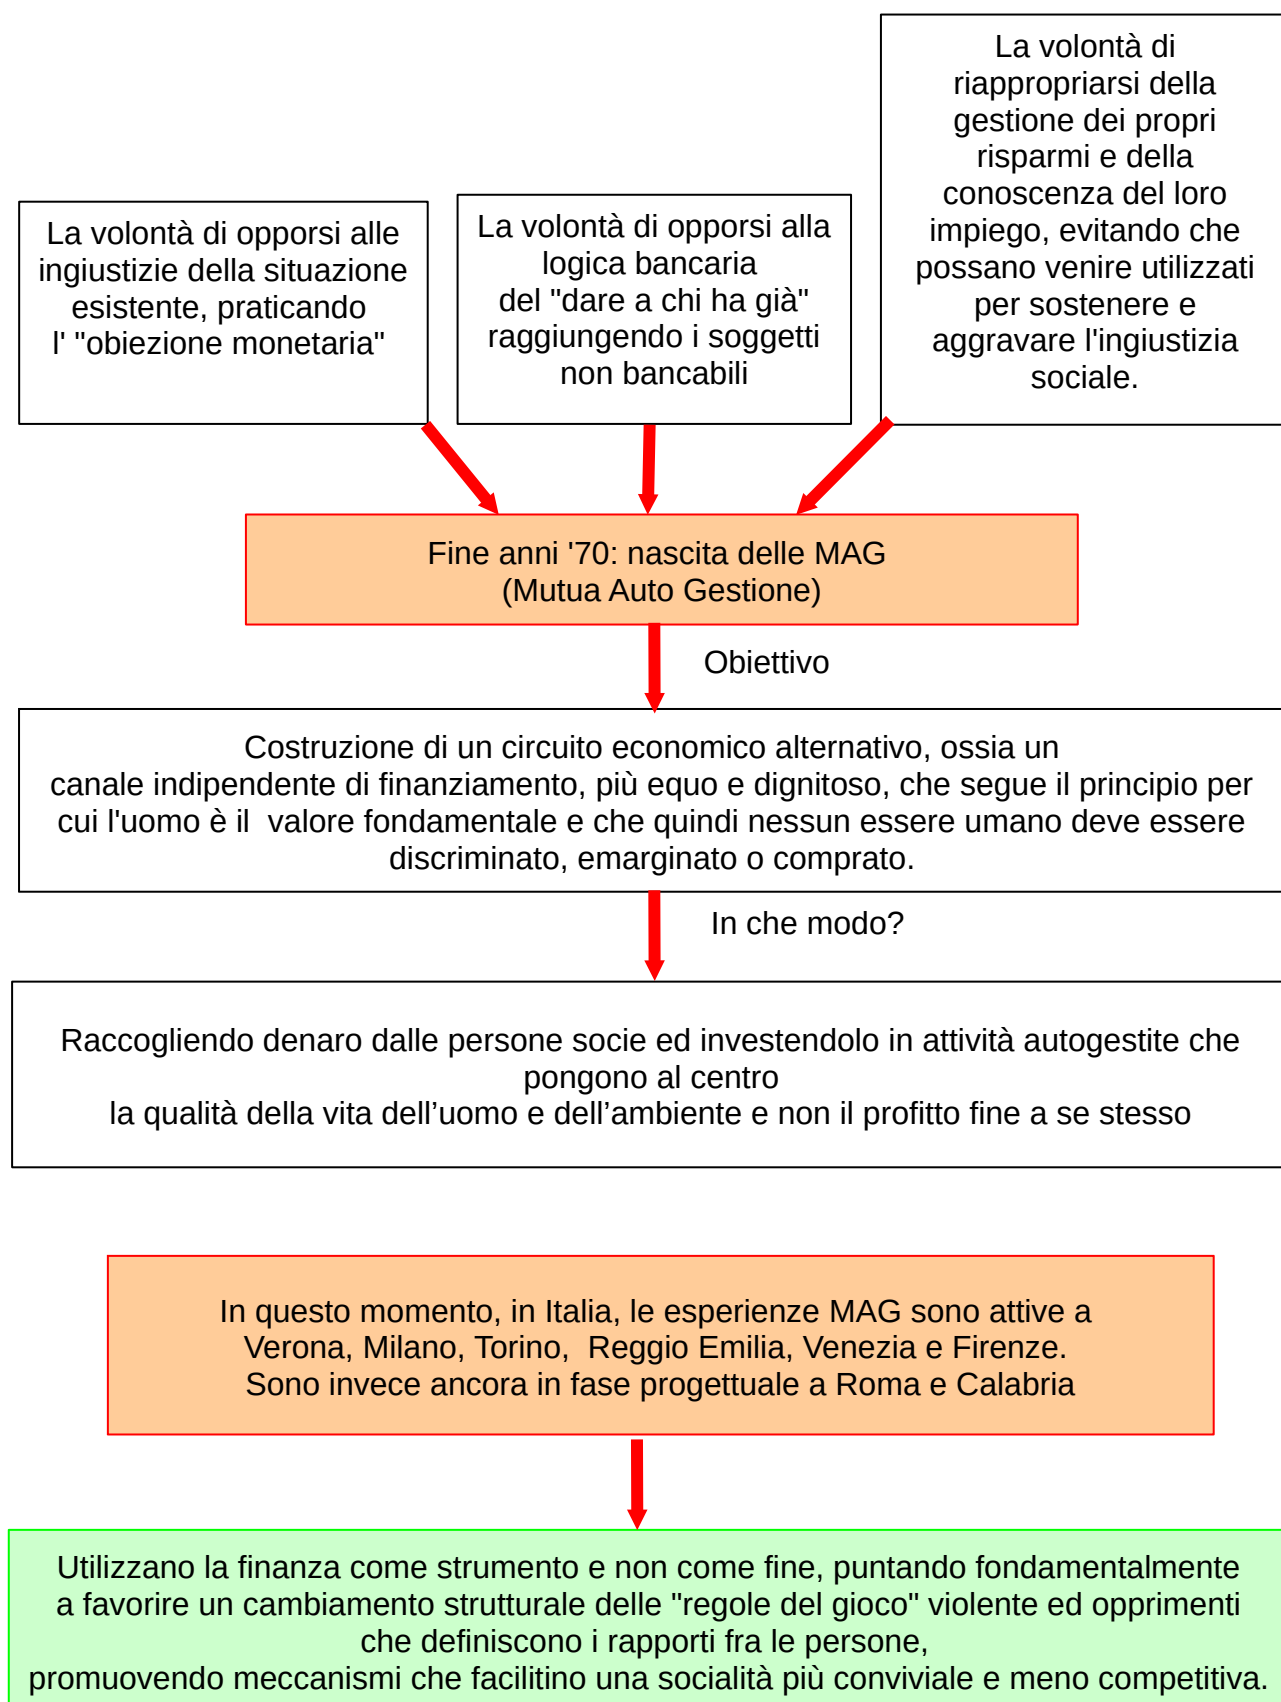 La volontà di opporsi alle
ingiustizie della situazione
esistente, praticando
l' "obiezione monetaria"
La volontà di opporsi alla
logica bancaria
del "dare a chi ha già"
raggiungendo i soggetti
non bancabili
La volontà di
riappropriarsi della
gestione dei propri
risparmi e della
conoscenza del loro
impiego, evitando che
possano venire utilizzati
per sostenere e
aggravare l'ingiustizia
sociale.
Fine anni '70: nascita delle MAG
(Mutua Auto Gestione)
Obiettivo
Costruzione di un circuito economico alternativo, ossia un
canale indipendente di finanziamento, più equo e dignitoso, che segue il principio per
cui l'uomo è il  valore fondamentale e che quindi nessun essere umano deve essere
discriminato, emarginato o comprato.
In che modo?
Raccogliendo denaro dalle persone socie ed investendolo in attività autogestite che
pongono al centro
la qualità della vita dell’uomo e dell’ambiente e non il profitto fine a se stesso
In questo momento, in Italia, le esperienze MAG sono attive a
Verona, Milano, Torino,  Reggio Emilia, Venezia e Firenze.
Sono invece ancora in fase progettuale a Roma e Calabria
Utilizzano la finanza come strumento e non come fine, puntando fondamentalmente
a favorire un cambiamento strutturale delle "regole del gioco" violente ed opprimenti
che definiscono i rapporti fra le persone,
promuovendo meccanismi che facilitino una socialità più conviviale e meno competitiva.